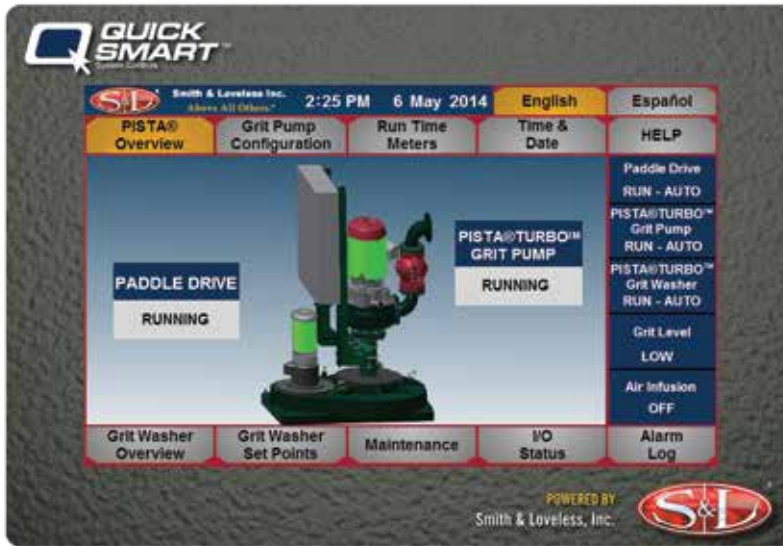 QUICK
SMART™
System Controls
S&L® Smith & Loveless Inc. 2:25 PM 6 May 2014 English Español
Above All Others.®
PISTA®
Overview
Grit Pump
Configuration
Run Time
Meters
Time &
Date
HELP
PADDLE DRIVE
RUNNING
PISTA®TURBO™
GRIT PUMP
RUNNING
Paddle Drive
RUN - AUTO
PISTA®TURBO™
Grit Pump
RUN - AUTO
PISTA®TURBO™
Grit Washer
RUN - AUTO
Grit Level
LOW
Air Infusion
OFF
Grit Washer
Overview
Grit Washer
Set Points
Maintenance
I/O
Status
Alarm
Log
POWERED BY
Smith & Loveless, Inc.
S&L®